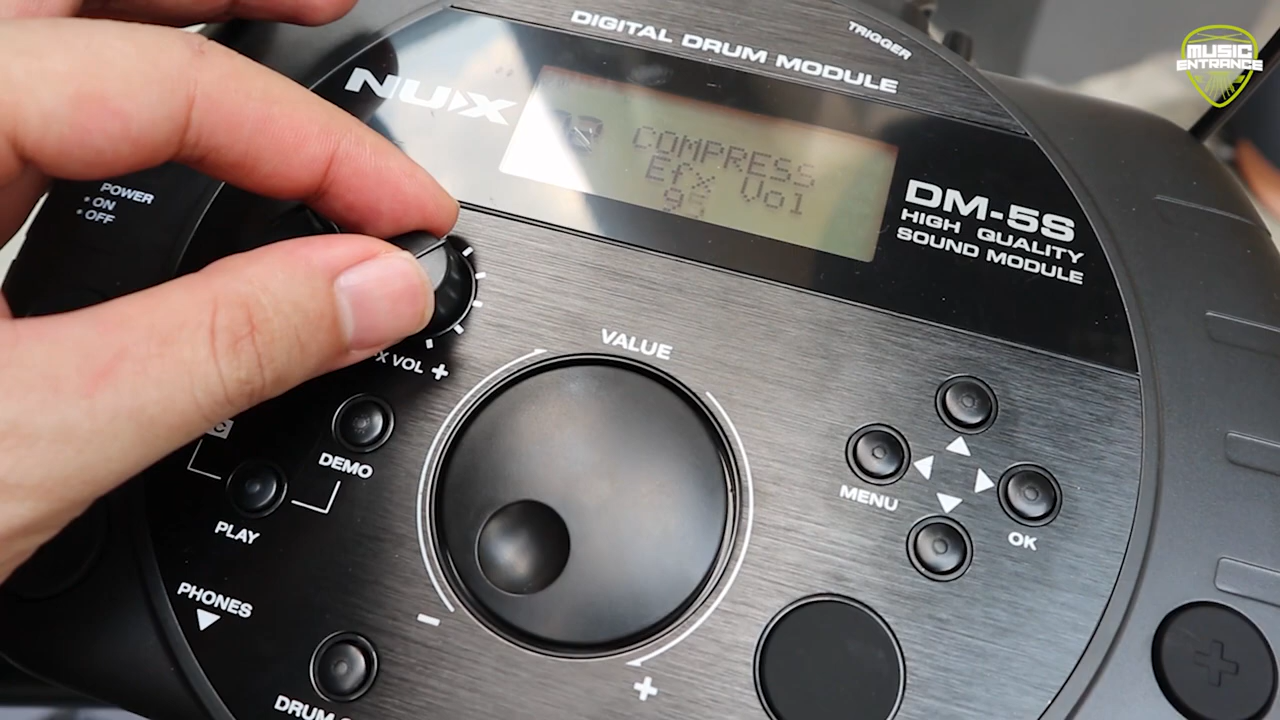 DIGITAL DRUM MODULE
TRIGGER
MUSIC
ENTRANCE
NUX
COMPRESS
Efx Vol
DM-5S
HIGH QUALITY
SOUND MODULE
POWER
ON
OFF
VOL +
VALUE
DEMO
PLAY
MENU
OK
PHONES
DRUM
- +